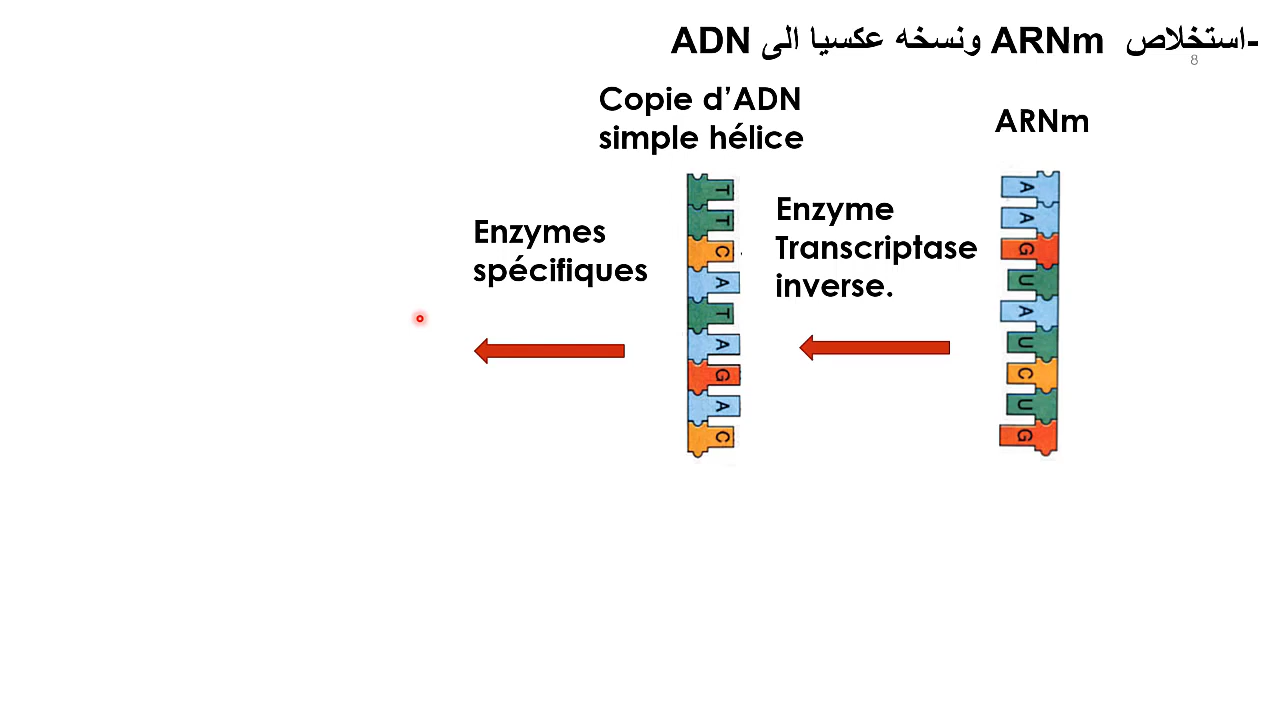 -استخلاص ARNm ونسخه عكسيا الى ADN
8
Copie d’ADN
simple hélice
ARNm
Enzymes
spécifiques
Enzyme
Transcriptase
inverse.
T
T
C
A
T
A
G
A
C
A
A
G
U
A
U
C
U
G